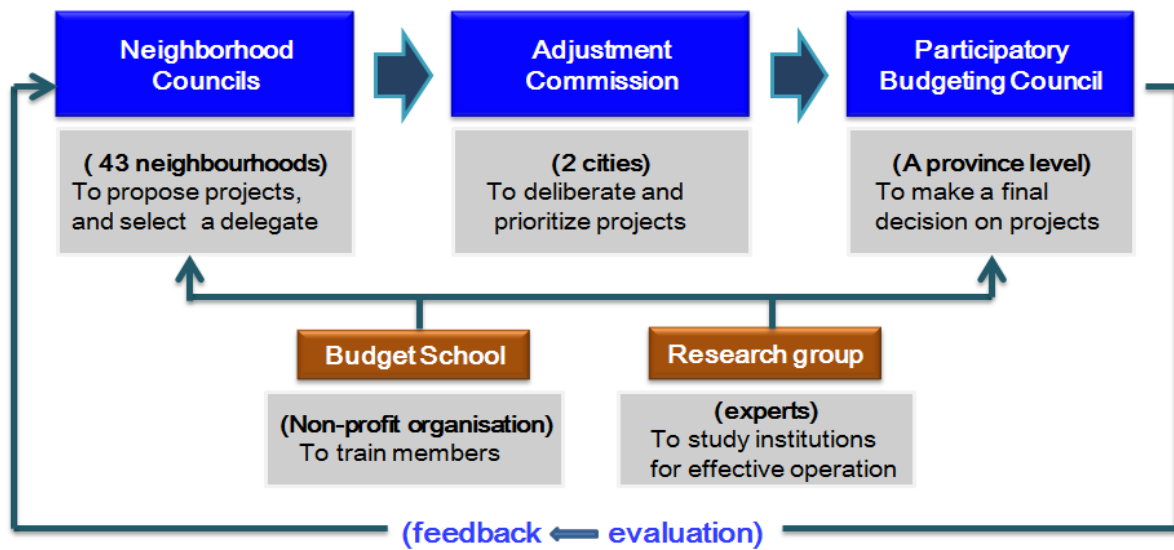 Neighborhood
Councils
Adjustment
Commission
Participatory
Budgeting Council
( 43 neighbourhoods)
To propose projects,
and select a delegate
(2 cities)
To deliberate and
prioritize projects
(A province level)
To make a final
decision on projects
Budget School
Research group
(Non-profit organisation)
To train members
(experts)
To study institutions
for effective operation
(feedback evaluation)